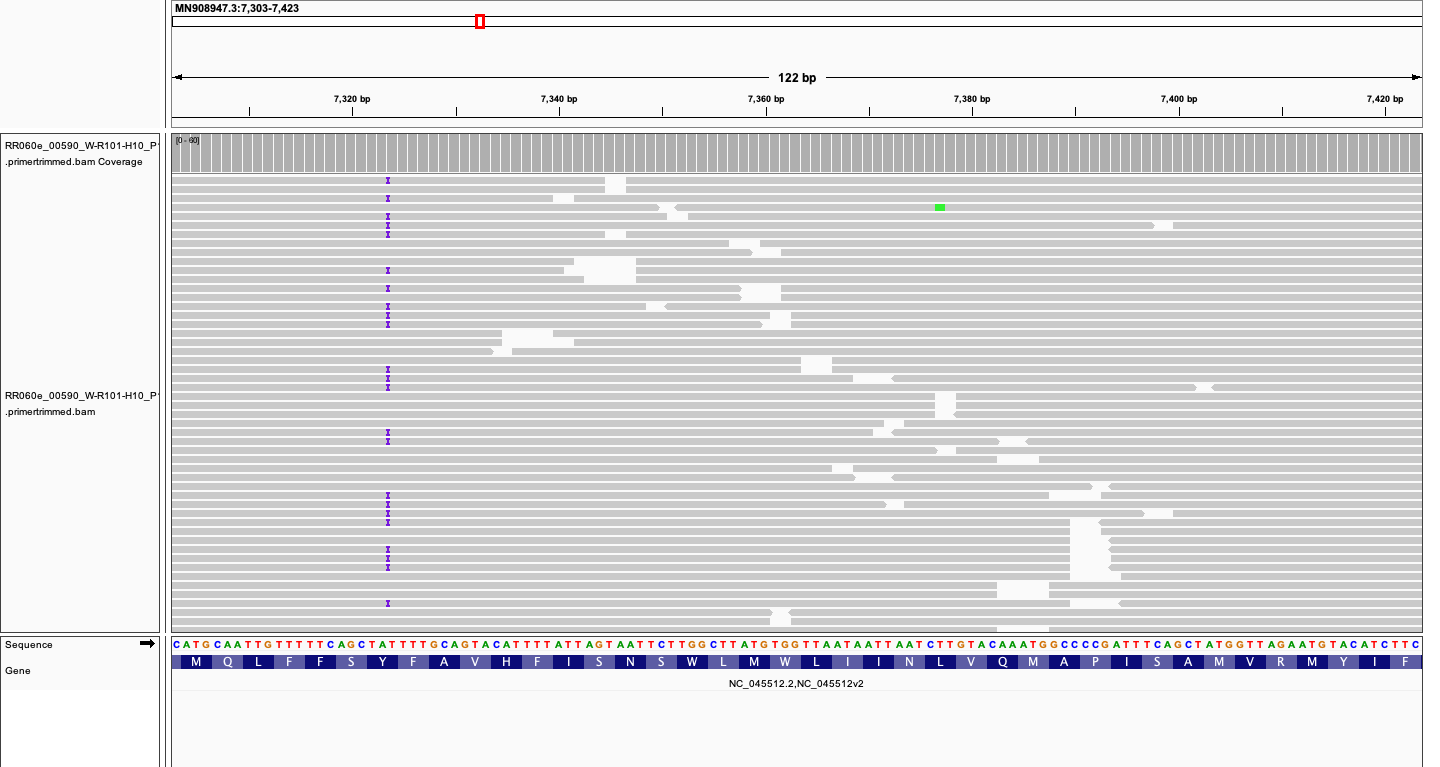 MN908947.3:7,303-7,423
122 bp
7,320 bp 7,340 bp 7,360 bp 7,380 bp 7,400 bp 7,420 bp
RR060e_00590_W-R101-H10_P
.primertrimmed.bam Coverage
[0 - 60]
RR060e_00590_W-R101-H10_P
.primertrimmed.bam
Sequence
C A T G C A A T T G T T T T T C A G C T A T T T T G C A G T A C A T T T T A T T A G T A A T T C T T G G C T T A T G T G G T T A A T A A T T A A T C T T G T A C A A A T G G C C C C G A T T T C A G C T A T G G T T A G A A T G T A C A T C T T C
Gene
M Q L F F S Y F A V H F I S N S W L M W L I I N L V Q M A P I S A M V R M Y I F
NC_045512.2,NC_045512v2